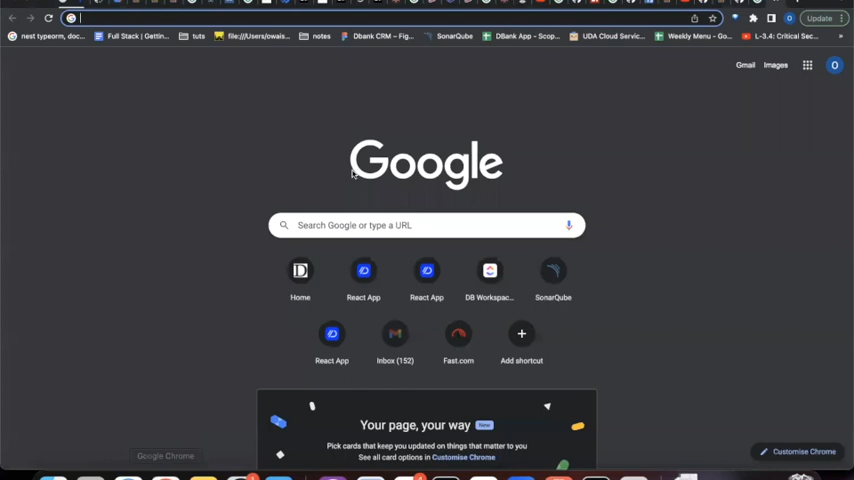 Update
nest typeorm, doc...
Full Stack | Gettin...
tuts
file:///Users/owais...
notes
Dbank CRM – Fig...
SonarQube
DBank App - Scop...
UDA Cloud Servic...
Weekly Menu - Go...
L-3.4: Critical Sec...
»
Gmail
Images
O
Google
Search Google or type a URL
Home
React App
React App
DB Workspac...
SonarQube
React App
Inbox (152)
Fast.com
Add shortcut
Your page, your way New
Pick cards that keep you updated on things that matter to you
See all card options in Customise Chrome
Google Chrome
Customise Chrome